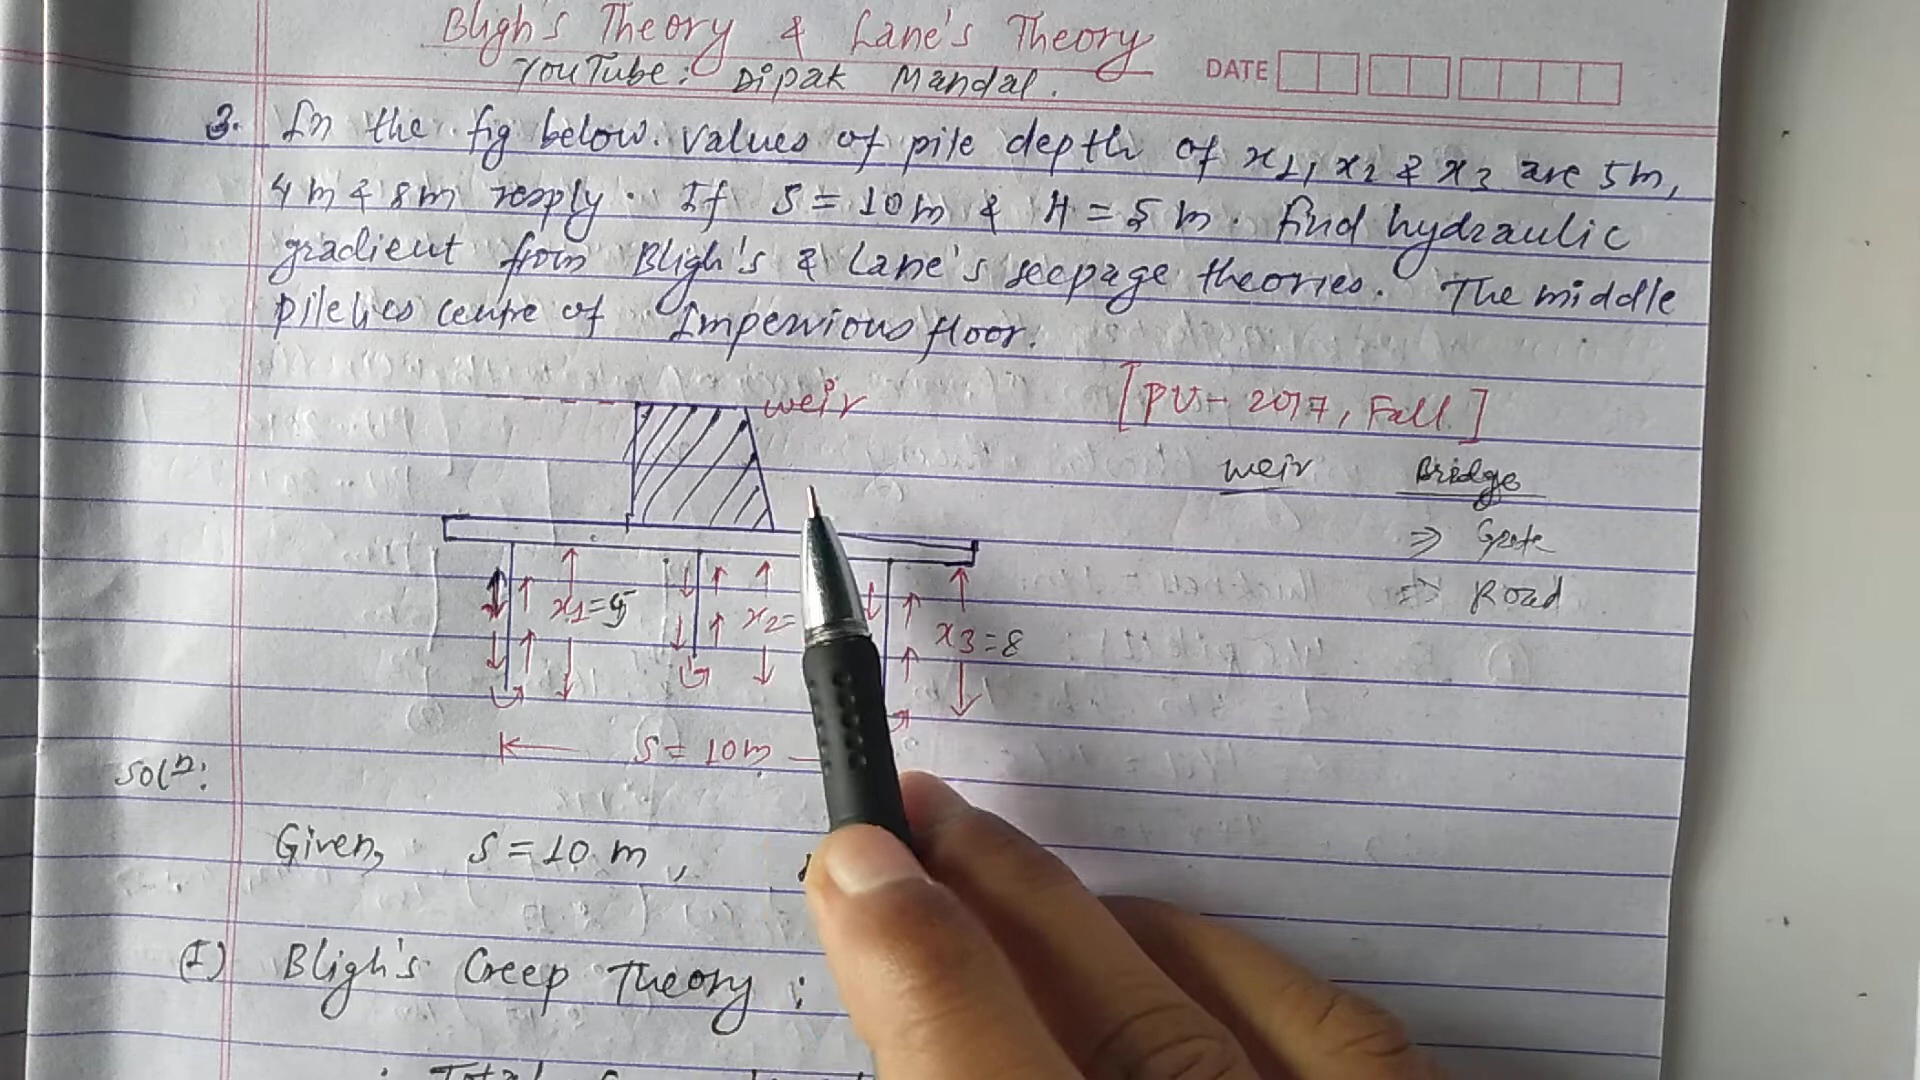 Bligh's Theory & Lane's Theory
YouTube: Dipak Mandal.
DATE
3. In the fig below. values of pile depth of x1, x2 & x3 are 5m,
4m & 8m resply. If S = 10m & H = 5m. find hydraulic
gradient from Bligh's & Lane's seepage theories. The middle
pile lies centre of Impervious floor.
weir
[PU- 2017, Fall]
weir Bridge
⇒ Gate
⇒ Road
x1=5
x2=
x3=8
S= 10m
Solⁿ:
Given, S=10 m,
(I) Bligh's Creep Theory: